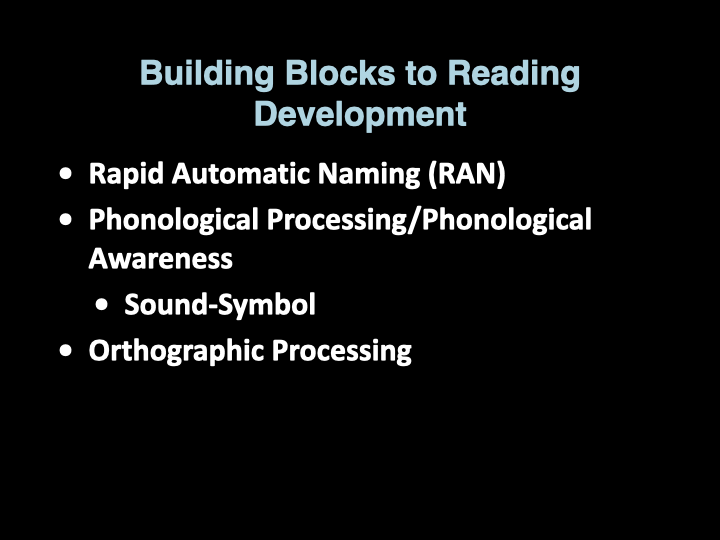 Building Blocks to Reading
Development
• Rapid Automatic Naming (RAN)
• Phonological Processing/Phonological
Awareness
• Sound-Symbol
• Orthographic Processing